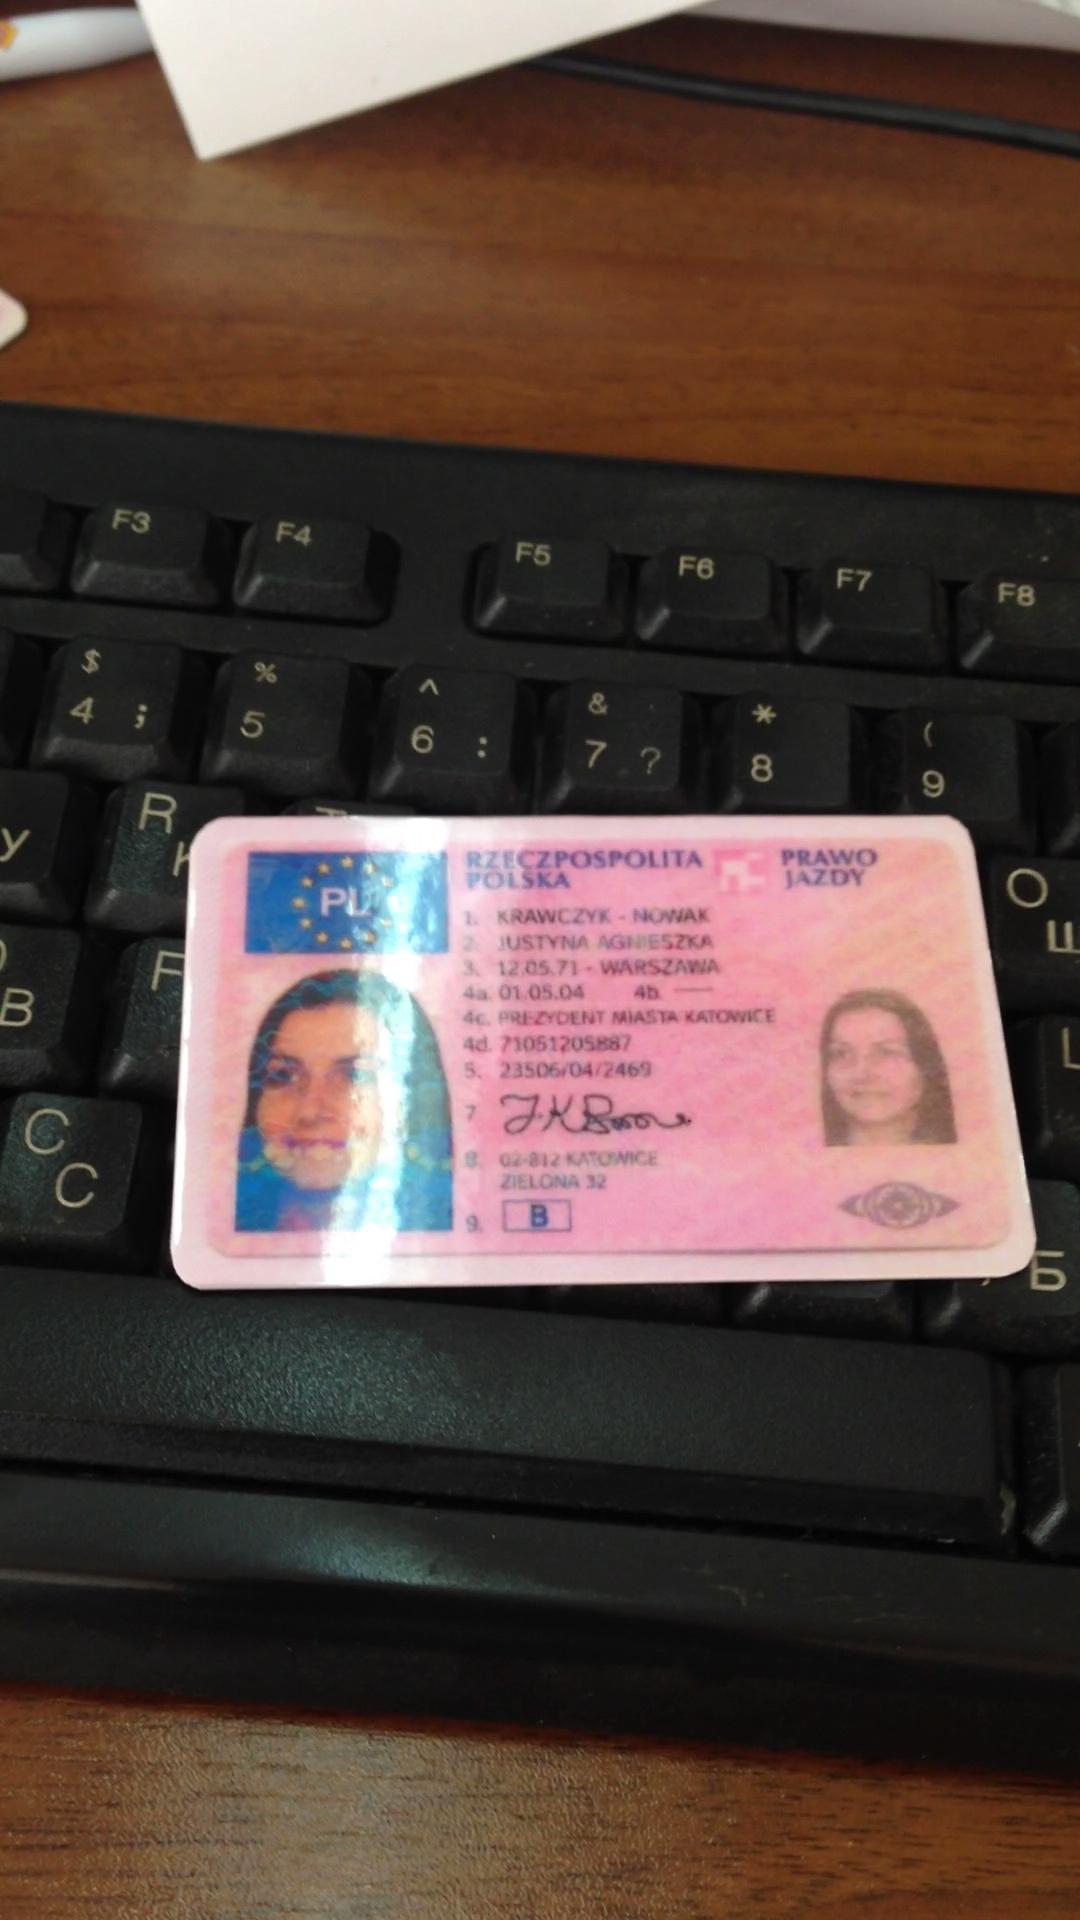 F3 F4 F5 F6 F7 F8
$ % ^ & * (
4 ; 5 6 : 7 ? 8 9
У R К О Щ
PL
RZECZPOSPOLITA POLSKA
PRAWO JAZDY
1. KRAWCZYK - NOWAK
2. JUSTYNA AGNIESZKA
3. 12.05.71 - WARSZAWA
4a. 01.05.04 4b. —
4c. PREZYDENT MIASTA KATOWICE
4d. 71051205887
5. 23506/04/2469
7
8. 02-812 KATOWICE
ZIELONA 32
9. B
В F
C
С
Б